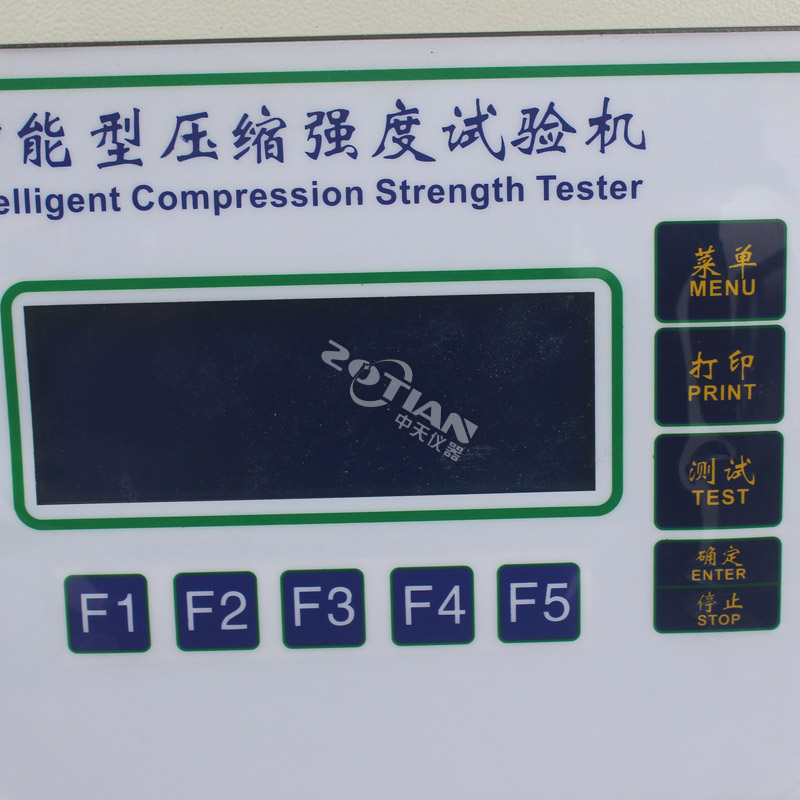 能型压缩强度试验机
elligent Compression Strength Tester
菜单
MENU
打印
PRINT
ZOTIAN
中天仪器
测试
TEST
确定
ENTER
停止
STOP
F1 F2 F3 F4 F5